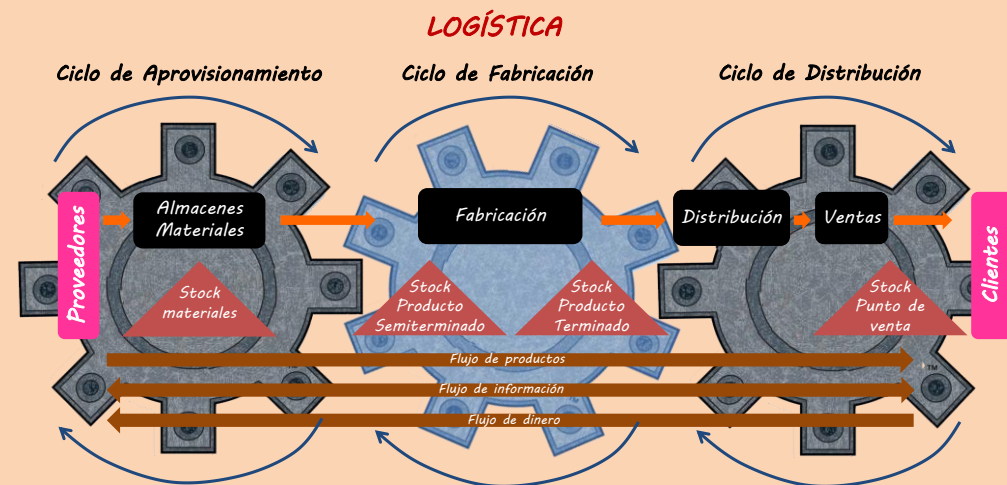 LOGÍSTICA
Ciclo de Aprovisionamiento
Ciclo de Fabricación
Ciclo de Distribución
Proveedores
Almacenes
Materiales
Fabricación
Distribución
Ventas
Clientes
Stock
materiales
Stock
Producto
Semiterminado
Stock
Producto
Terminado
Stock
Punto de
venta
Flujo de productos
Flujo de información
Flujo de dinero
TM